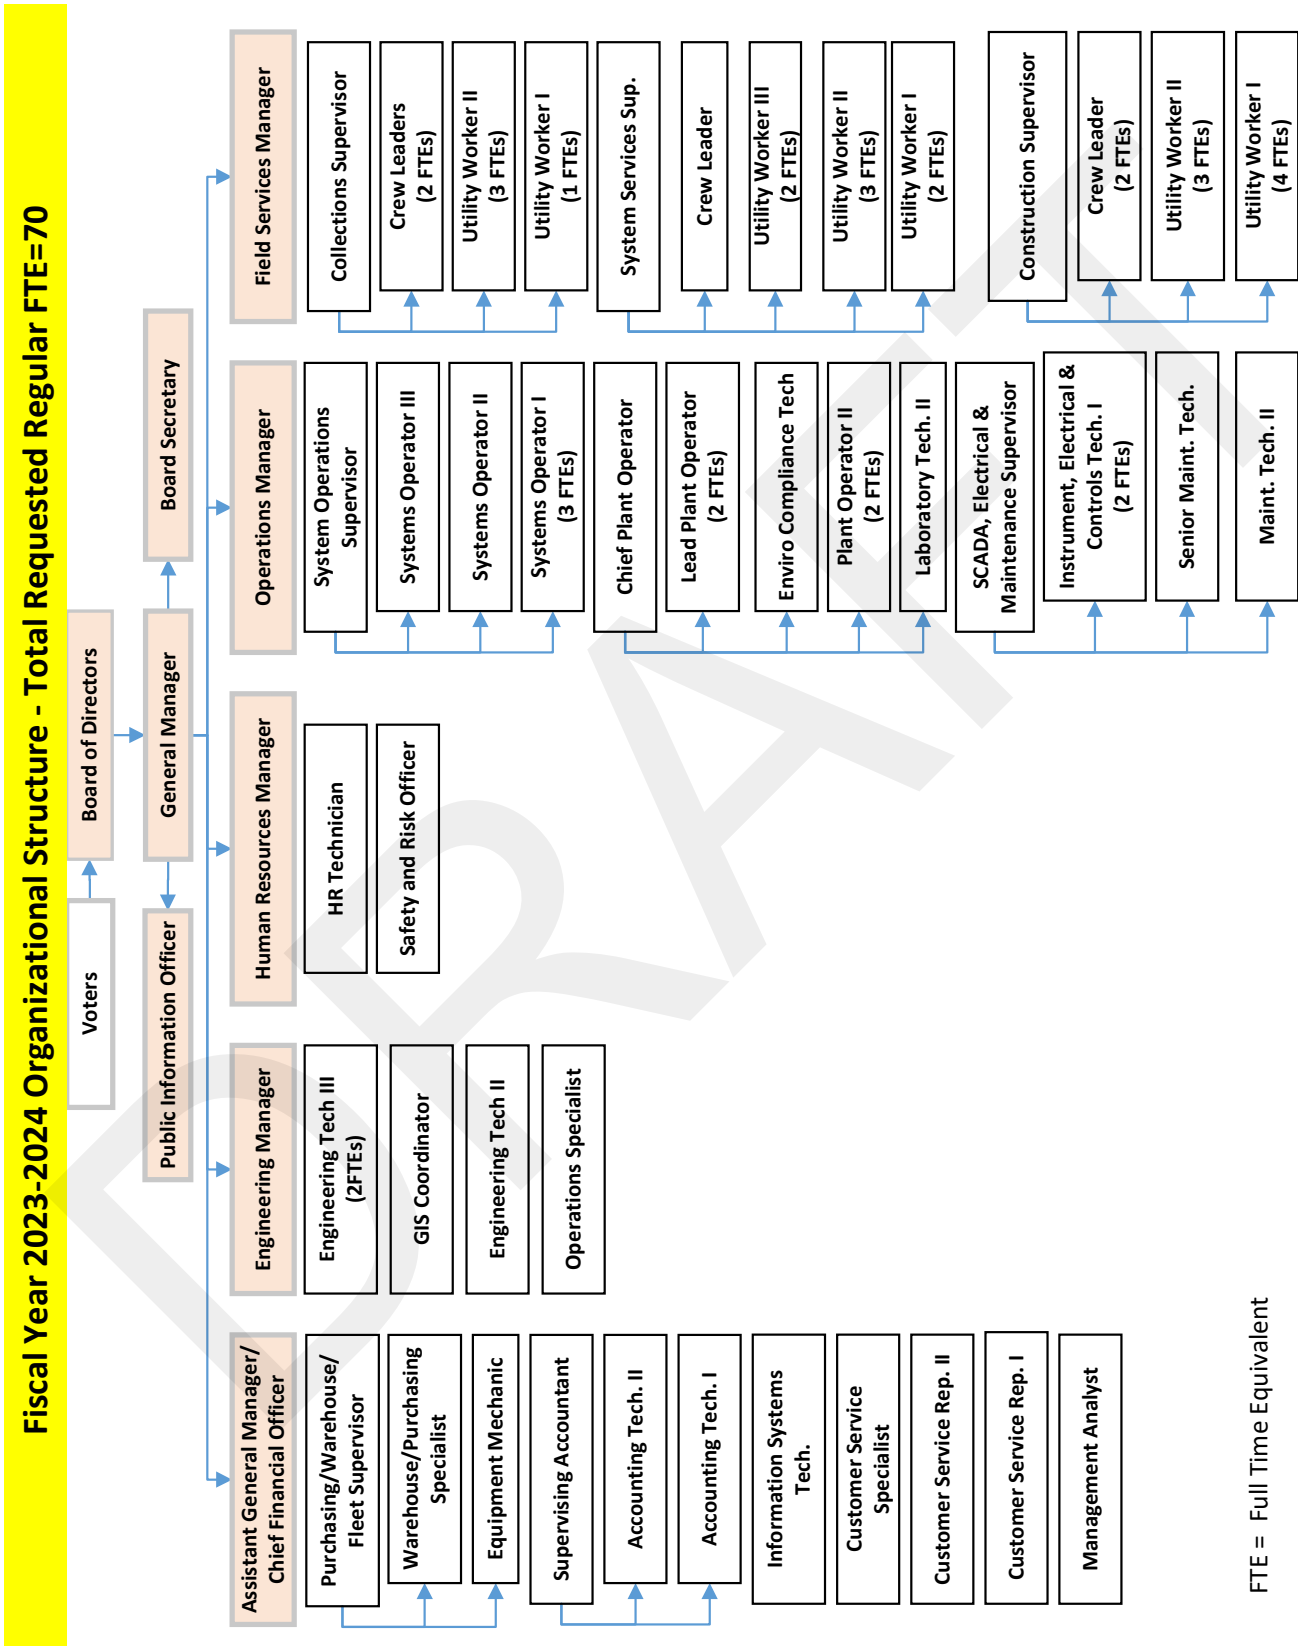 Fiscal Year 2023-2024 Organizational Structure - Total Requested Regular FTE=70
Voters
Board of Directors
Public Information Officer
General Manager
Board Secretary
Assistant General Manager/
Chief Financial Officer
Purchasing/Warehouse/
Fleet Supervisor
Warehouse/Purchasing
Specialist
Equipment Mechanic
Supervising Accountant
Accounting Tech. II
Accounting Tech. I
Information Systems
Tech.
Customer Service
Specialist
Customer Service Rep. II
Customer Service Rep. I
Management Analyst
Engineering Manager
Engineering Tech III
(2FTEs)
GIS Coordinator
Engineering Tech II
Operations Specialist
Human Resources Manager
HR Technician
Safety and Risk Officer
Operations Manager
System Operations
Supervisor
Systems Operator III
Systems Operator II
Systems Operator I
(3 FTEs)
Chief Plant Operator
Lead Plant Operator
(2 FTEs)
Enviro Compliance Tech
Plant Operator II
(2 FTEs)
Laboratory Tech. II
SCADA, Electrical &
Maintenance Supervisor
Instrument, Electrical &
Controls Tech. I
(2 FTEs)
Senior Maint. Tech.
Maint. Tech. II
Field Services Manager
Collections Supervisor
Crew Leaders
(2 FTEs)
Utility Worker II
(3 FTEs)
Utility Worker I
(1 FTEs)
System Services Sup.
Crew Leader
Utility Worker III
(2 FTEs)
Utility Worker II
(3 FTEs)
Utility Worker I
(2 FTEs)
Construction Supervisor
Crew Leader
(2 FTEs)
Utility Worker II
(3 FTEs)
Utility Worker I
(4 FTEs)
FTE = Full Time Equivalent
DRAFT